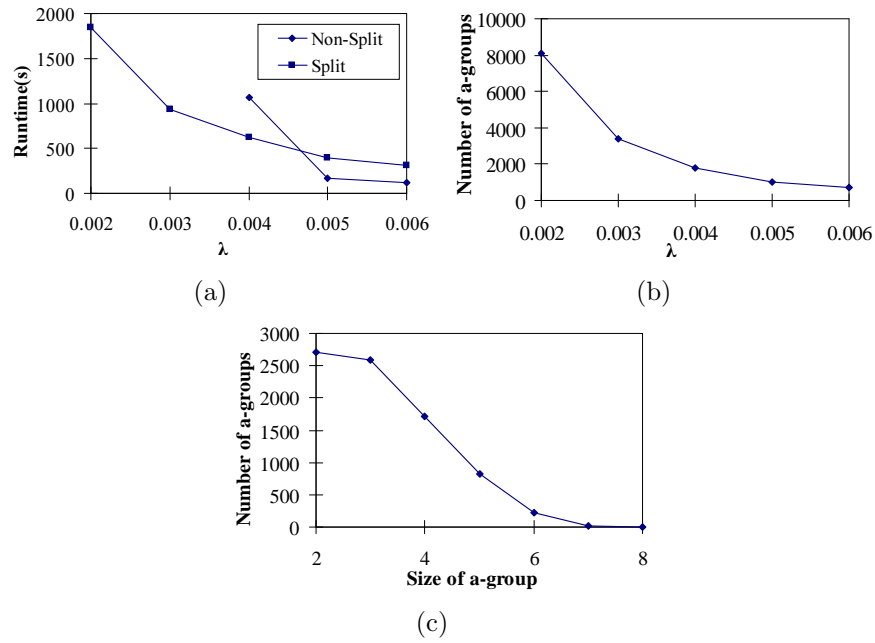 2000
1500
1000
500
0
Runtime(s)
Non-Split
Split
0.002 0.003 0.004 0.005 0.006
λ
(a)
10000
8000
6000
4000
2000
0
Number of a-groups
0.002 0.003 0.004 0.005 0.006
λ
(b)
3000
2500
2000
1500
1000
500
0
Number of a-groups
2 4 6 8
Size of a-group
(c)